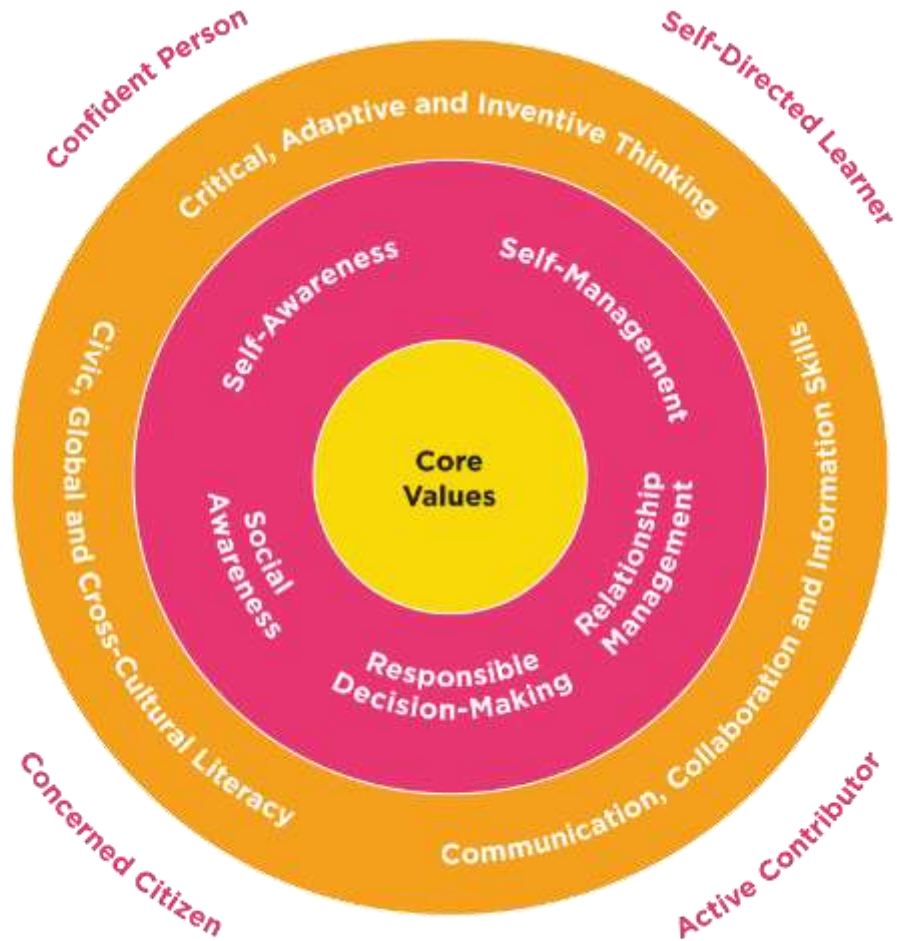 Confident Person
Self-Directed Learner
Critical, Adaptive and Inventive Thinking
Self-Awareness
Self-Management
Civic, Global and Cross-Cultural Literacy
Communication, Collaboration and Information Skills
Core
Values
Social
Awareness
Relationship
Management
Responsible
Decision-Making
Concerned Citizen
Active Contributor